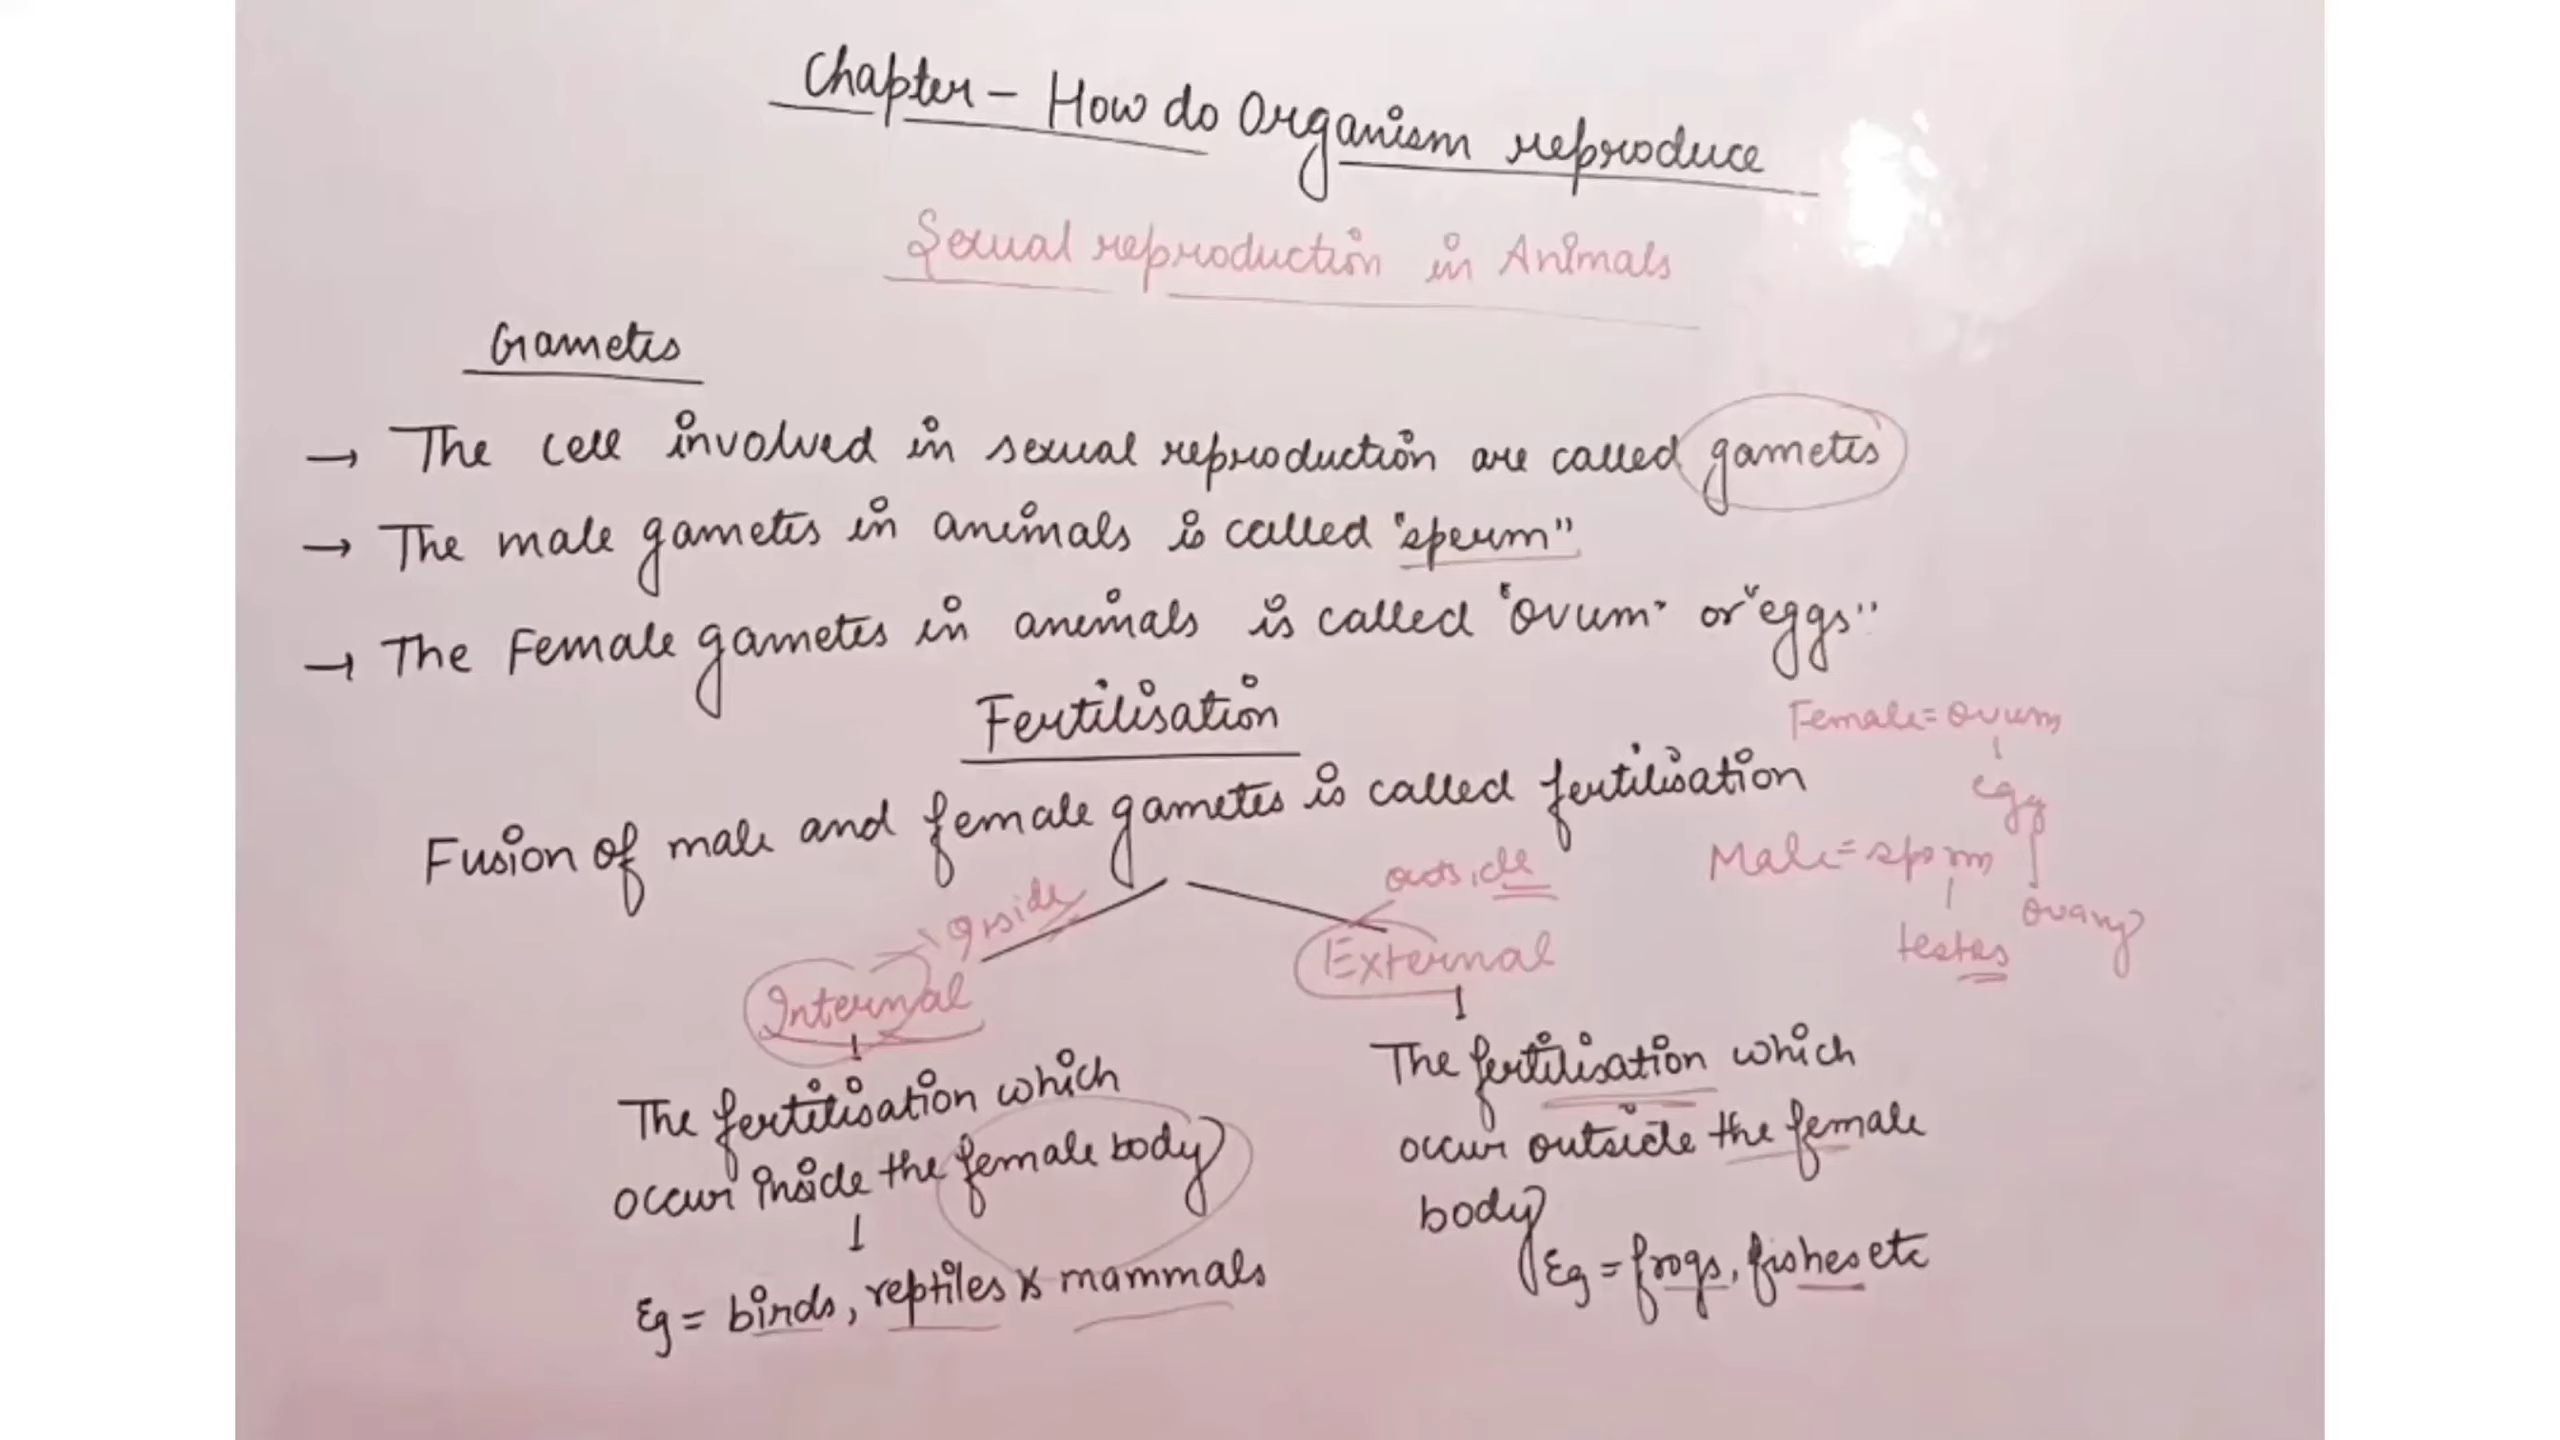 Chapter - How do Organism reproduce
Sexual reproduction in Animals
Gametes
→ The cell involved in sexual reproduction are called gametes
→ The male gametes in animals is called "sperm"
→ The Female gametes in animals is called "ovum" or "eggs"
Fertilisation
Female = ovum
egg
ovary
Male = sperm
testes
Fusion of male and female gametes is called fertilisation
inside
Internal
The fertilisation which
occur inside the female body
Eg = birds, reptiles & mammals
outside
External
The fertilisation which
occur outside the female
body
Eg = frogs, fishes etc